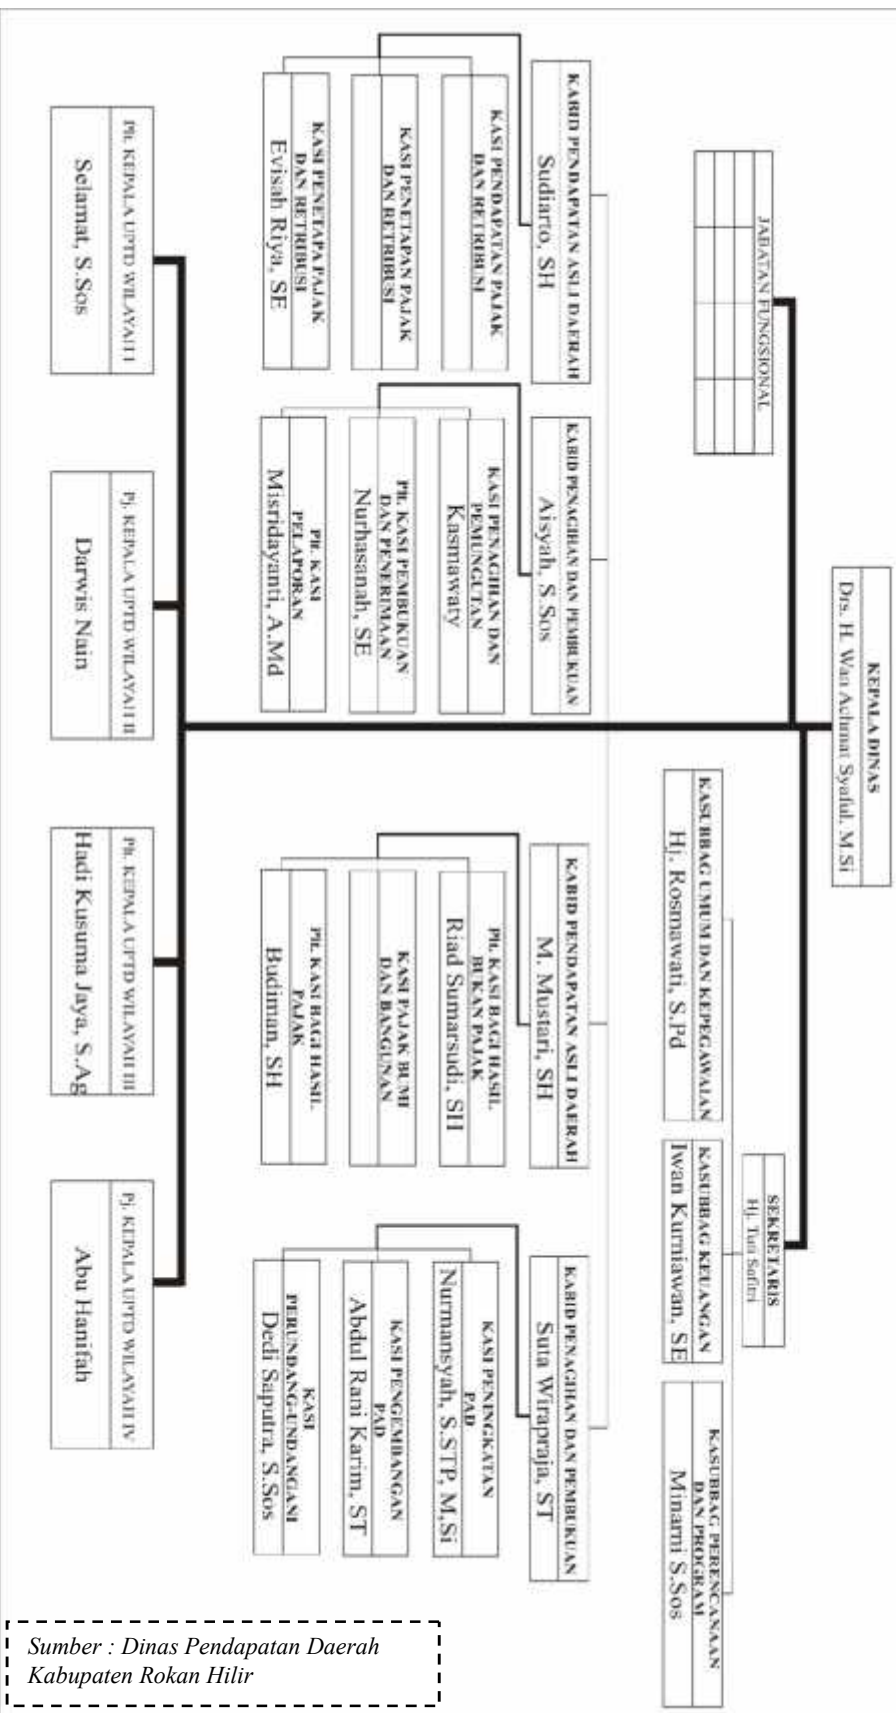 KEPALA DINAS
Drs. H. Wan Achmat Syaiful, M.Si
JABATAN FUNGSIONAL
SEKRETARIS
Hj. Tuti Safitri
KASUBBAG UMUM DAN KEPEGAWAIAN
Hj. Rosmawati, S.Pd
KASUBBAG KEUANGAN
Iwan Kurniawan, SE
KASUBBAG PERENCANAAN
DAN PROGRAM
Minarni S.Sos
KABID PENDAPATAN ASLI DAERAH
Sudiarto, SH
KASI PENDAPATAN PAJAK
DAN RETRIBUSI
KASI PENETAPAN PAJAK
DAN RETRIBUSI
KASI PENETAPA PAJAK
DAN RETRIBUSI
Evisah Riya, SE
KABID PENAGIHAN DAN PEMBUKUAN
Aisyah, S.Sos
KASI PENAGIHAN DAN
PEMUNGUTAN
Kasmawaty
Plt. KASI PEMBUKUAN
DAN PENERIMAAN
Nurhasanah, SE
Plt. KASI
PELAPORAN
Misridayanti, A.Md
KABID PENDAPATAN ASLI DAERAH
M. Mustari, SH
Plt. KASI BAGI HASIL
BUKAN PAJAK
Riad Sumarsudi, SH
KASI PAJAK BUMI
DAN BANGUNAN
Plt. KASI BAGI HASIL
PAJAK
Budiman, SH
KABID PENAGIHAN DAN PEMBUKUAN
Suta Wirapraja, ST
KASI PENINGKATAN
PAD
Nurmansyah, S.STP, M,Si
KASI PENGEMBANGAN
PAD
Abdul Rani Karim, ST
KASI
PERUNDANG-UNDANGANI
Dedi Saputra, S.Sos
Plt. KEPALA UPTD WILAYAH I
Selamat, S.Sos
Pj. KEPALA UPTD WILAYAH II
Darwis Nain
Plt. KEPALA UPTD WILAYAH III
Hadi Kusuma Jaya, S.Ag
Pj. KEPALA UPTD WILAYAH IV
Abu Hanifah
Sumber : Dinas Pendapatan Daerah
Kabupaten Rokan Hilir